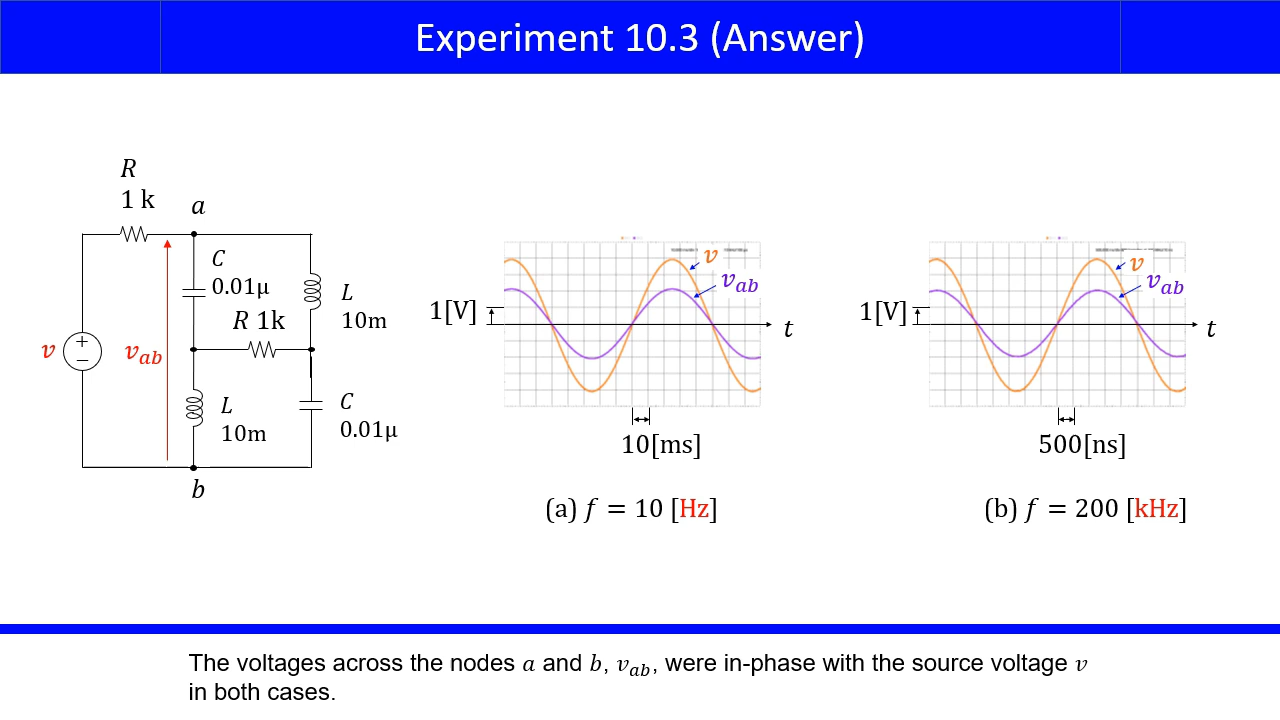 Experiment 10.3 (Answer)
R
1 k
a
C
0.01μ
R 1k
L
10m
v
+
−
v_ab
L
10m
C
0.01μ
b
v
v_ab
1[V]
t
10[ms]
(a) f = 10 [Hz]
v
v_ab
1[V]
t
500[ns]
(b) f = 200 [kHz]
The voltages across the nodes a and b, v_ab, were in-phase with the source voltage v
in both cases.